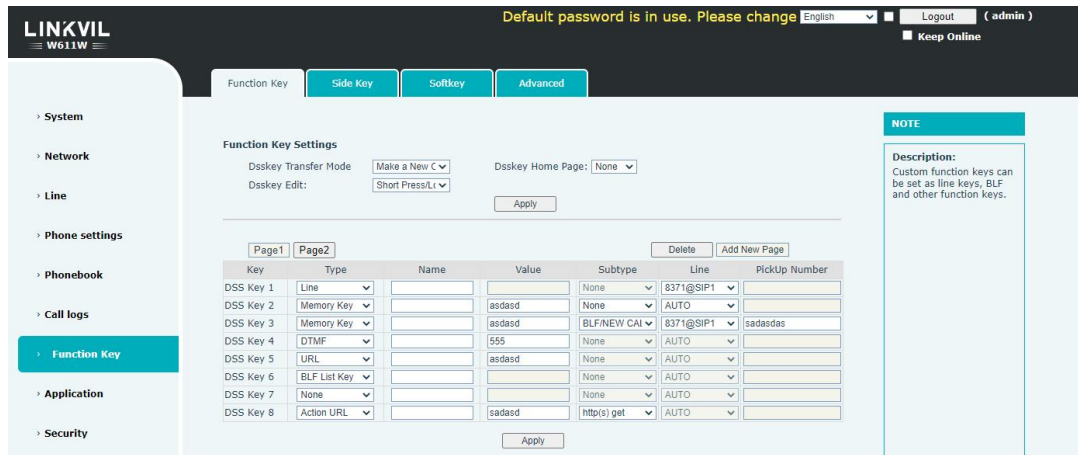 Default password is in use. Please change English Logout ( admin )
LINKVIL
W611W
Keep Online
Function Key Side Key Softkey Advanced
› System
› Network
› Line
› Phone settings
› Phonebook
› Call logs
› Function Key
› Application
› Security
Function Key Settings
Dsskey Transfer Mode Make a New C Dsskey Home Page: None
Dsskey Edit: Short Press/Lo
Apply
Page1 Page2 Delete Add New Page
Key Type Name Value Subtype Line PickUp Number
DSS Key 1 Line None 8371@SIP1
DSS Key 2 Memory Key asdasd None AUTO
DSS Key 3 Memory Key asdasd BLF/NEW CAL 8371@SIP1 sadasdas
DSS Key 4 DTMF 555 None AUTO
DSS Key 5 URL asdasd None AUTO
DSS Key 6 BLF List Key None AUTO
DSS Key 7 None None AUTO
DSS Key 8 Action URL sadasd http(s) get AUTO
Apply
NOTE
Description:
Custom function keys can
be set as line keys, BLF
and other function keys.